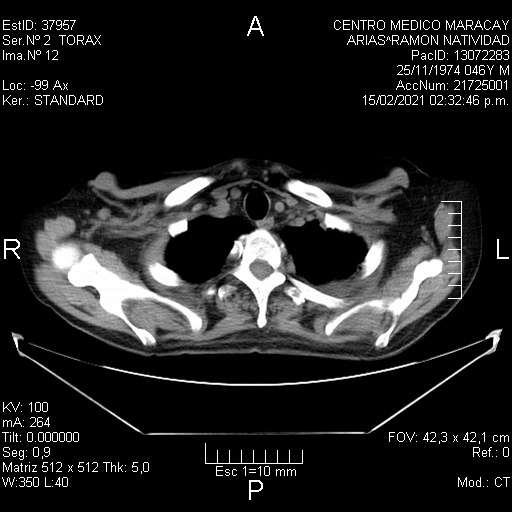 EstID: 37957
Ser.Nº 2 TORAX
Ima.Nº 12
Loc: -99 Ax
Ker.: STANDARD
A
CENTRO MEDICO MARACAY
ARIAS^RAMON NATIVIDAD
PacID: 13072283
25/11/1974 046Y M
AccNum: 21725001
15/02/2021 02:32:46 p.m.
R
L
KV: 100
mA: 264
Tilt: 0.000000
Seg: 0,9
Matriz 512 x 512 Thk: 5,0
W:350 L:40
Esc 1=10 mm
P
FOV: 42,3 x 42,1 cm
Ref.: 0
Mod.: CT